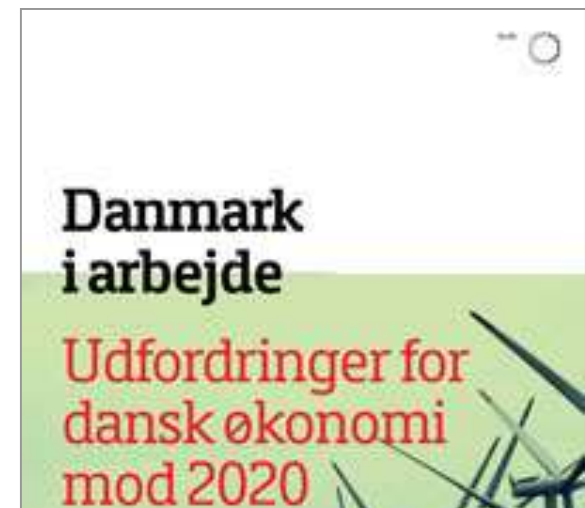 Danmark
i arbejde
Udfordringer for
dansk økonomi
mod 2020